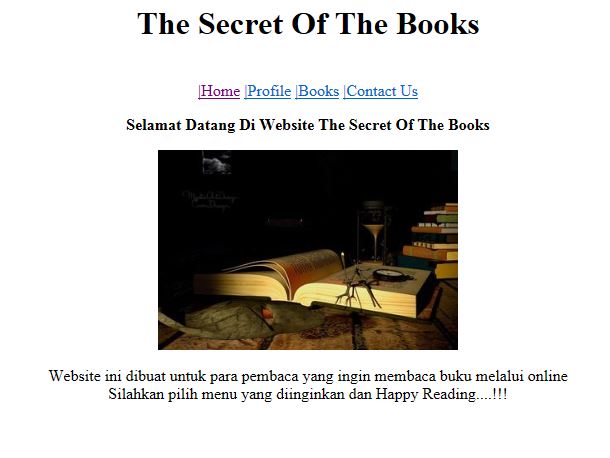 The Secret Of The Books
|Home |Profile |Books |Contact Us
Selamat Datang Di Website The Secret Of The Books
Website ini dibuat untuk para pembaca yang ingin membaca buku melalui online
Silahkan pilih menu yang diinginkan dan Happy Reading....!!!